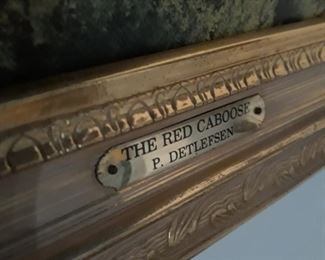 THE RED CABOOSE
P. DETLEFSEN